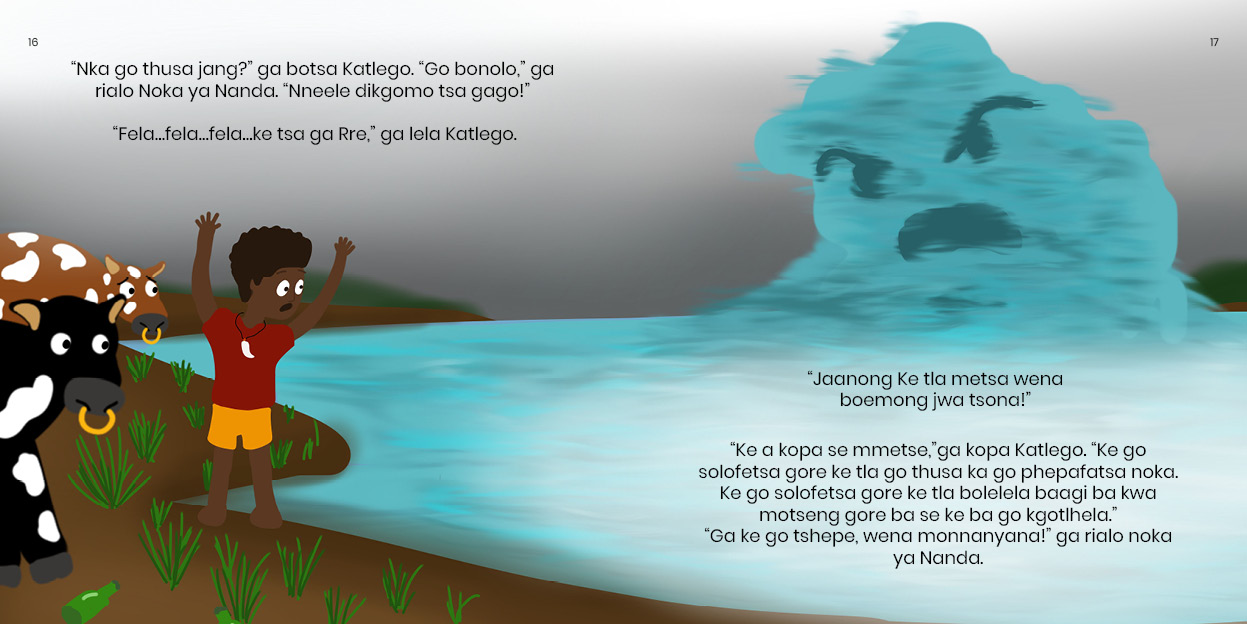 16
“Nka go thusa jang?” ga botsa Katlego. “Go bonolo,” ga
rialo Noka ya Nanda. “Nneele dikgomo tsa gago!”
“Fela...fela...fela...ke tsa ga Rre,” ga lela Katlego.
17
“Jaanong Ke tla metsa wena
boemong jwa tsona!”
“Ke a kopa se mmetse,”ga kopa Katlego. “Ke go
solofetsa gore ke tla go thusa ka go phepafatsa noka.
Ke go solofetsa gore ke tla bolelela baagi ba kwa
motseng gore ba se ke ba go kgotlhela.”
“Ga ke go tshepe, wena monnanyana!” ga rialo noka
ya Nanda.